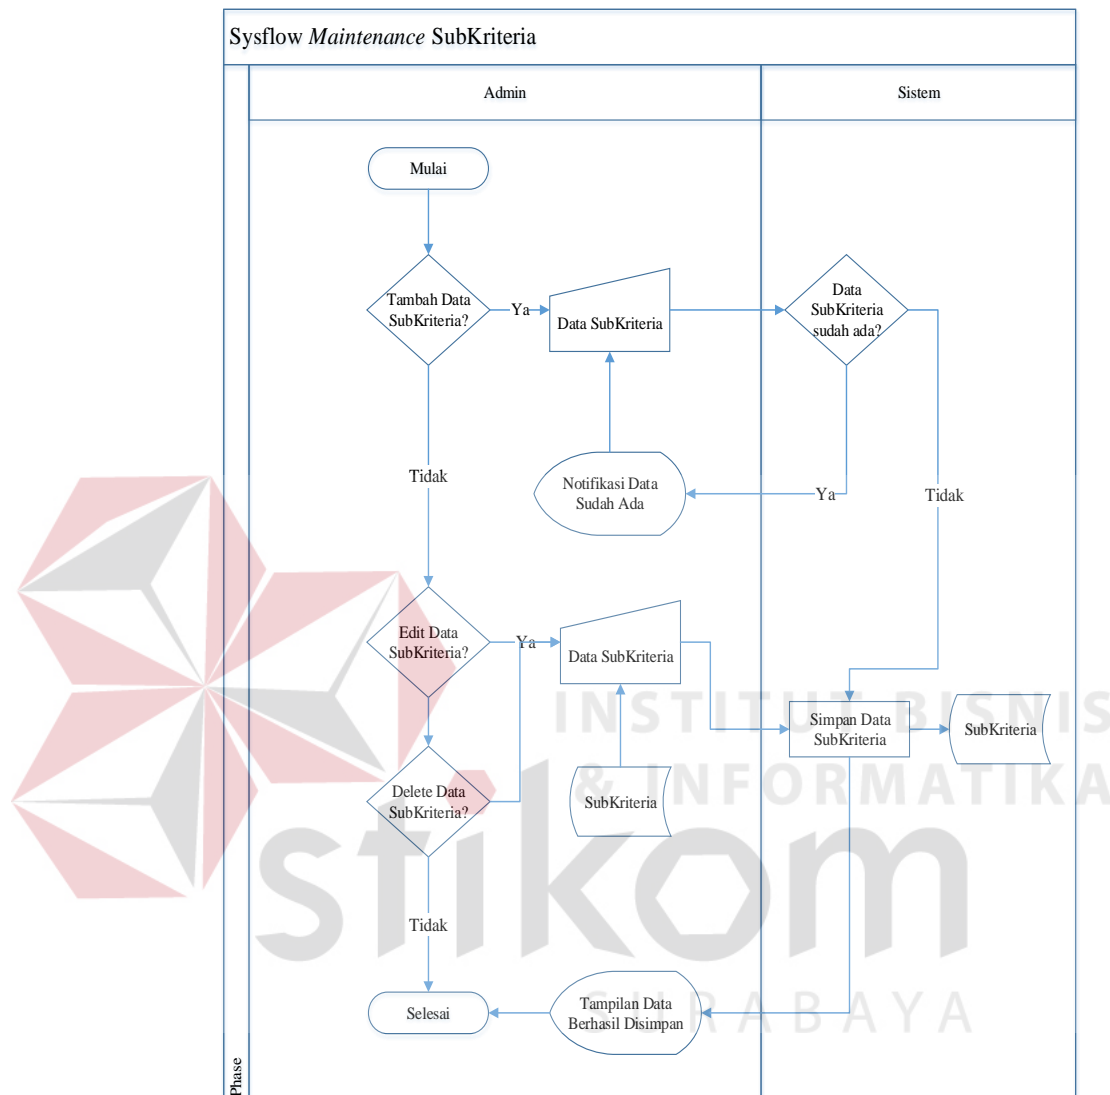 Sysflow Maintenance SubKriteria
Admin
Sistem
Mulai
Tambah Data
SubKriteria?
Ya
Data SubKriteria
Data
SubKriteria
sudah ada?
Tidak
Notifikasi Data
Sudah Ada
Ya
Tidak
Edit Data
SubKriteria?
Ya
Data SubKriteria
Simpan Data
SubKriteria
SubKriteria
Delete Data
SubKriteria?
SubKriteria
Tidak
Selesai
Tampilan Data
Berhasil Disimpan
Phase
INSTITUT BISNIS
& INFORMATIKA
stikom
SURABAYA